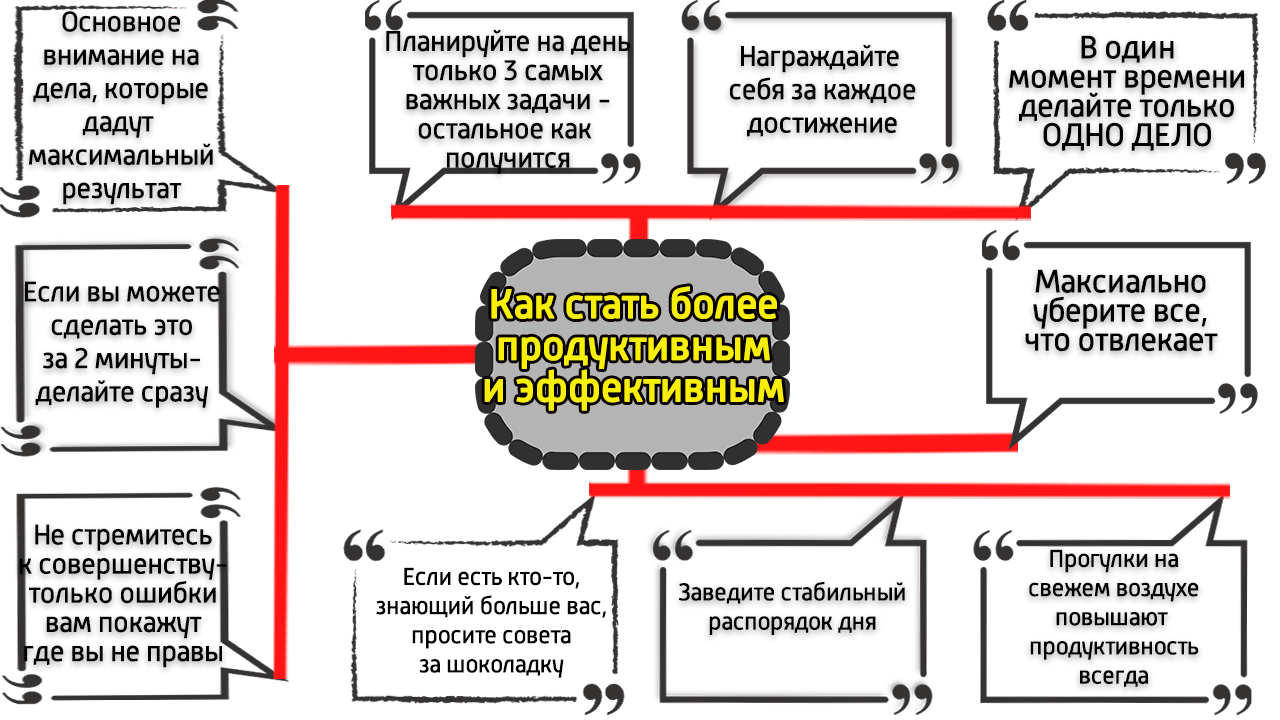 Основное
внимание на
дела, которые
дадут
максимальный
результат
Планируйте на день
только 3 самых
важных задачи -
остальное как
получится
Награждайте
себя за каждое
достижение
В один
момент времени
делайте только
ОДНО ДЕЛО
Если вы можете
сделать это
за 2 минуты-
делайте сразу
Как стать более
продуктивным
и эффективным
Максиально
уберите все,
что отвлекает
Не стремитесь
к совершенству-
только ошибки
вам покажут
где вы не правы
Если есть кто-то,
знающий больше вас,
просите совета
за шоколадку
Заведите стабильный
распорядок дня
Прогулки на
свежем воздухе
повышают
продуктивность
всегда